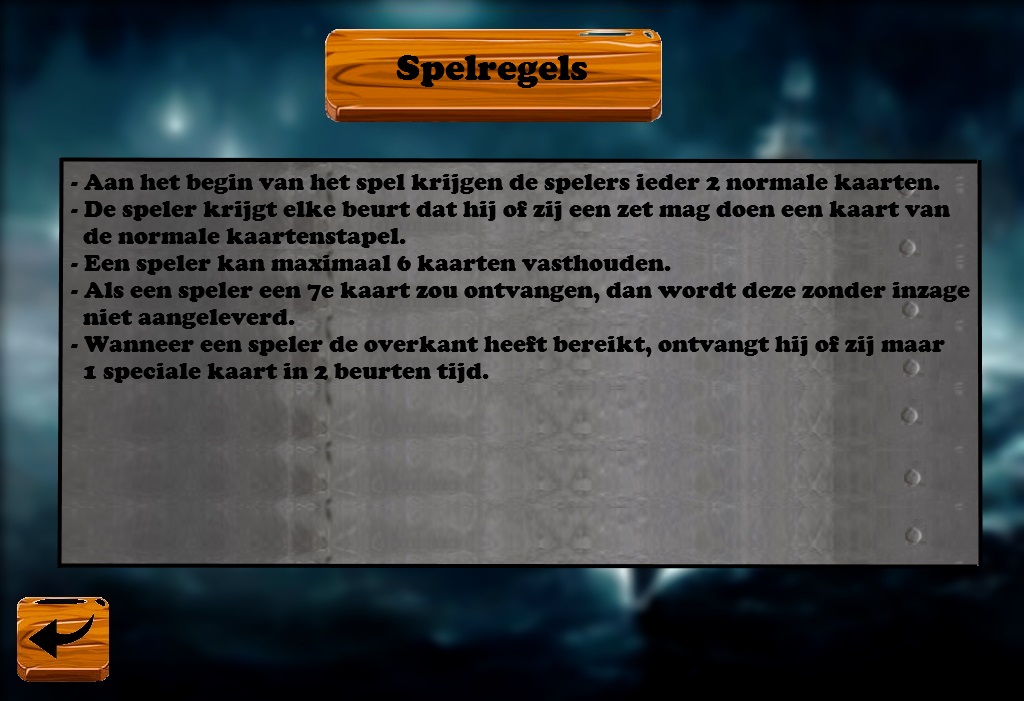 Spelregels
- Aan het begin van het spel krijgen de spelers ieder 2 normale kaarten.
- De speler krijgt elke beurt dat hij of zij een zet mag doen een kaart van
de normale kaartenstapel.
- Een speler kan maximaal 6 kaarten vasthouden.
- Als een speler een 7e kaart zou ontvangen, dan wordt deze zonder inzage
niet aangeleverd.
- Wanneer een speler de overkant heeft bereikt, ontvangt hij of zij maar
1 speciale kaart in 2 beurten tijd.